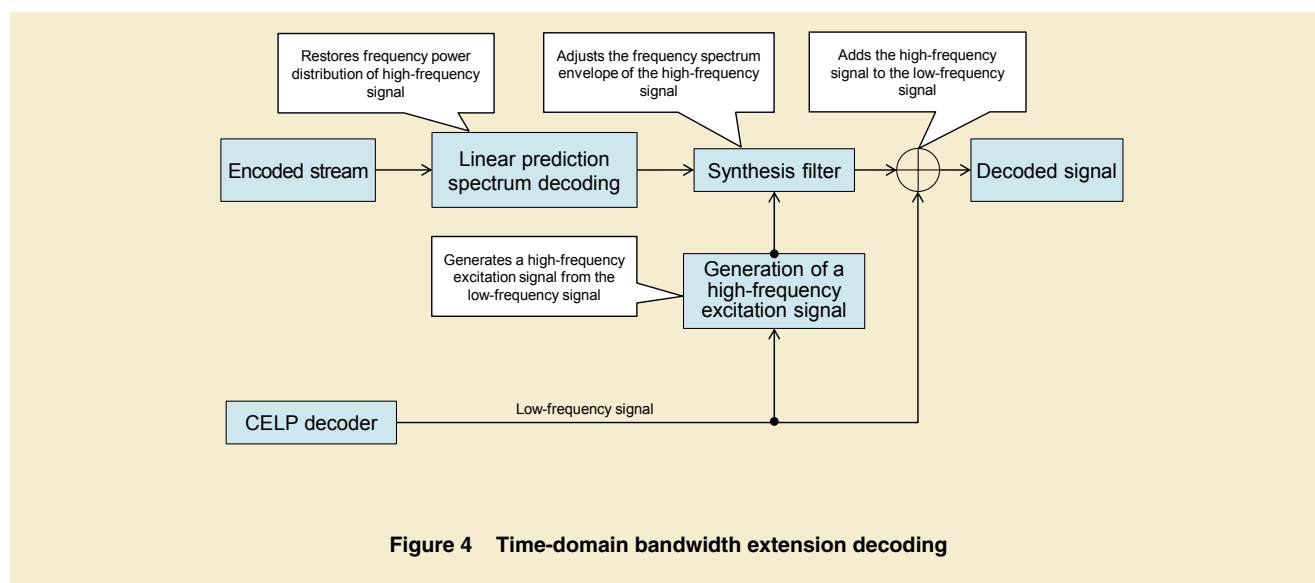 Restores frequency power
distribution of high-frequency
signal
Adjusts the frequency spectrum
envelope of the high-frequency
signal
Adds the high-frequency
signal to the low-frequency
signal
Encoded stream
Linear prediction
spectrum decoding
Synthesis filter
Decoded signal
Generates a high-frequency
excitation signal from the
low-frequency signal
Generation of a
high-frequency
excitation signal
Low-frequency signal
CELP decoder
Figure 4 Time-domain bandwidth extension decoding